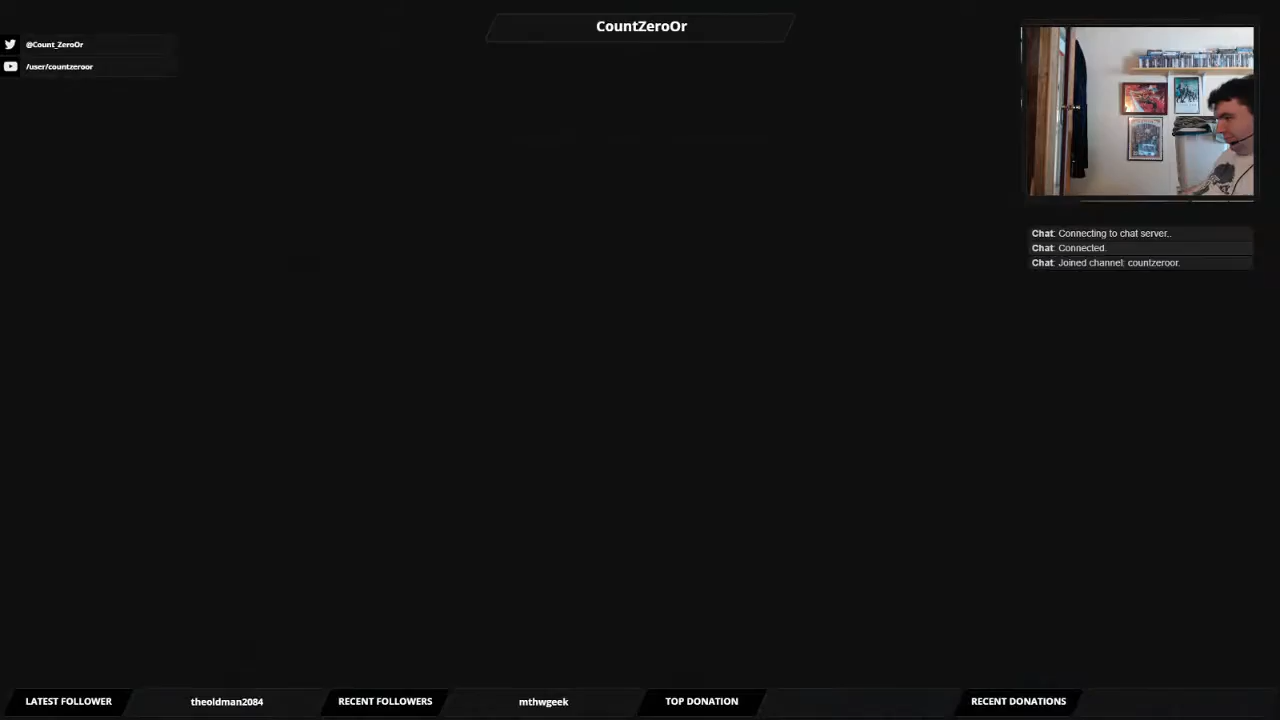 CountZeroOr
@Count_ZeroOr
/user/countzeroor
Chat: Connecting to chat server..
Chat: Connected.
Chat: Joined channel: countzeroor.
LATEST FOLLOWER
theoldman2084
RECENT FOLLOWERS
mthwgeek
TOP DONATION
RECENT DONATIONS